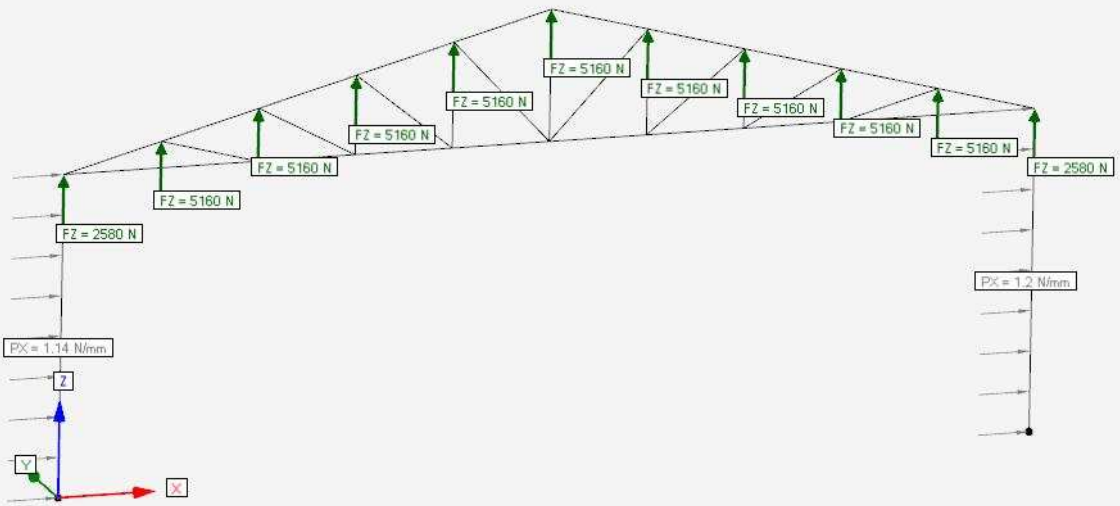 FZ = 5160 N
FZ = 5160 N
FZ = 5160 N
FZ = 5160 N
FZ = 5160 N
FZ = 5160 N
FZ = 5160 N
FZ = 5160 N
FZ = 5160 N
FZ = 2580 N
FZ = 2580 N
PX = 1.2 N/mm
PX = 1.14 N/mm
Z
Y
X